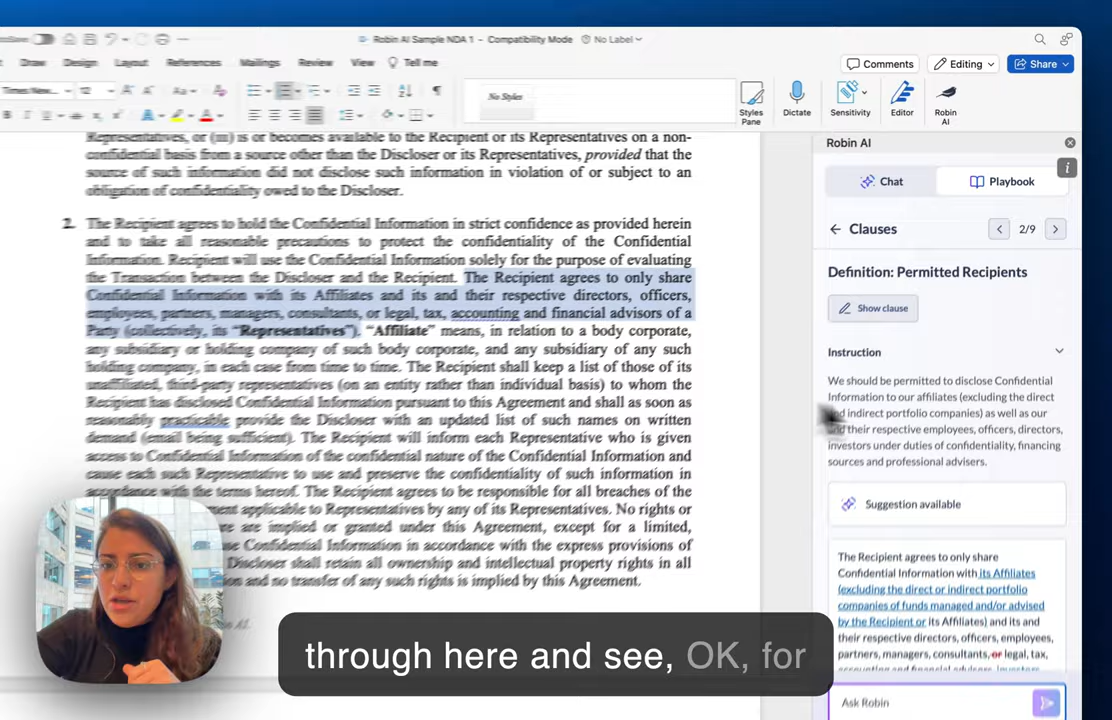 Robin AI Sample NDA 1 - Compatibility Mode
No Label
Draw
Design
Layout
References
Mailings
Review
View
Tell me
Comments
Editing
Share
Times New...
12
No Styles
Styles Pane
Dictate
Sensitivity
Editor
Robin AI
Representatives, or (m) is or becomes available to the Recipient or its Representatives on a non-
confidential basis from a source other than the Discloser or its Representatives, provided that the
source of such information did not disclose such information in violation of or subject to an
obligation of confidentiality owed to the Discloser.
2. The Recipient agrees to hold the Confidential Information in strict confidence as provided herein
and to take all reasonable precautions to protect the confidentiality of the Confidential
Information. Recipient will use the Confidential Information solely for the purpose of evaluating
the Transaction between the Discloser and the Recipient. The Recipient agrees to only share
Confidential Information with its Affiliates and its and their respective directors, officers,
employees, partners, managers, consultants, or legal, tax, accounting and financial advisors of a
Party (collectively, its “Representatives”). “Affiliate” means, in relation to a body corporate,
any subsidiary or holding company of such body corporate, and any subsidiary of any such
holding company, in each case from time to time. The Recipient shall keep a list of those of its
unaffiliated, third-party representatives (on an entity rather than individual basis) to whom the
Recipient has disclosed Confidential Information pursuant to this Agreement and shall as soon as
reasonably practicable provide the Discloser with an updated list of such names on written
demand (email being sufficient). The Recipient will inform each Representative who is given
access to Confidential Information of the confidential nature of the Confidential Information and
cause each such Representative to use and preserve the confidentiality of such information in
accordance with the terms hereof. The Recipient agrees to be responsible for all breaches of the
ment applicable to Representatives by any of its Representatives. No rights or
are implied or granted under this Agreement, except for a limited,
Confidential Information in accordance with the express provisions of
Discloser shall retain all ownership and intellectual property rights in all
and no transfer of any such rights is implied by this Agreement.
Robin AI
Chat
Playbook
Clauses
2/9
Definition: Permitted Recipients
Show clause
Instruction
We should be permitted to disclose Confidential
Information to our affiliates (excluding the direct
and indirect portfolio companies) as well as our
and their respective employees, officers, directors,
investors under duties of confidentiality, financing
sources and professional advisers.
Suggestion available
The Recipient agrees to only share
Confidential Information with its Affiliates
(excluding the direct or indirect portfolio
companies of funds managed and/or advised
by the Recipient or its Affiliates) and its and
their respective directors, officers, employees,
partners, managers, consultants, or legal, tax,
accounting and financial advisors, investors
Ask Robin
through here and see, OK, for